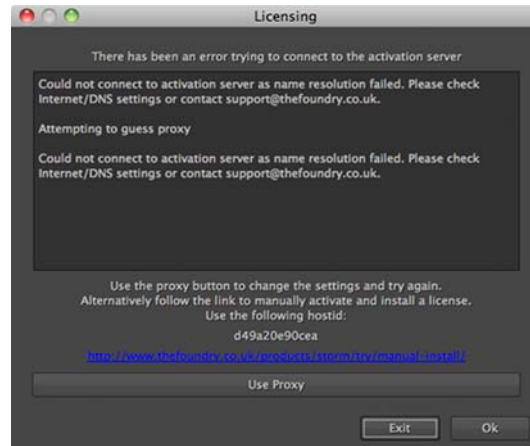 Licensing
There has been an error trying to connect to the activation server
Could not connect to activation server as name resolution failed. Please check
Internet/DNS settings or contact support@thefoundry.co.uk.
Attempting to guess proxy
Could not connect to activation server as name resolution failed. Please check
Internet/DNS settings or contact support@thefoundry.co.uk.
Use the proxy button to change the settings and try again.
Alternatively follow the link to manually activate and install a license.
Use the following hostid:
d49a20e90cea
http://www.thefoundry.co.uk/products/storm/try/manual-install/
Use Proxy
Exit
Ok